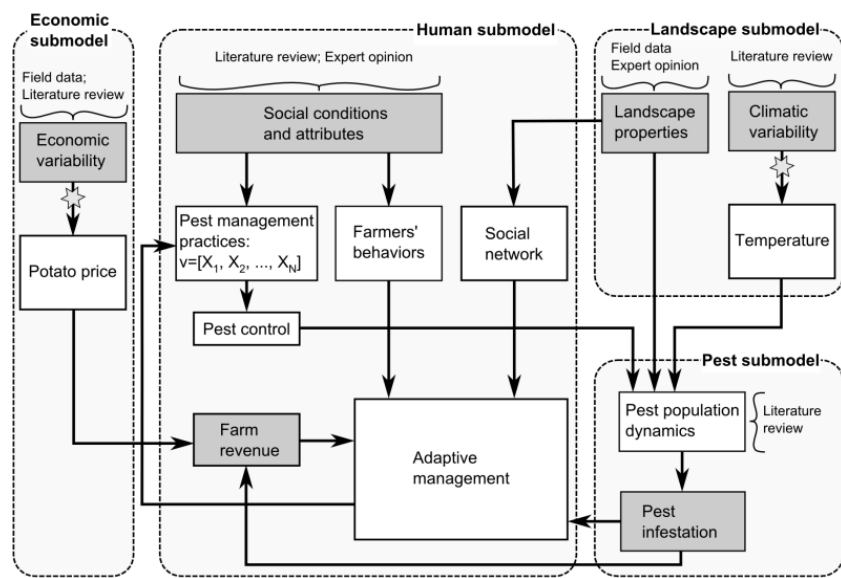 Economic
submodel
Human submodel
Landscape submodel
Field data;
Literature review
Literature review; Expert opinion
Field data
Expert opinion
Literature review
Economic
variability
Social conditions
and attributes
Landscape
properties
Climatic
variability
Potato price
Pest management
practices:
v=[X₁, X₂, ..., X_N]
Farmers'
behaviors
Social
network
Temperature
Pest control
Pest submodel
Pest population
dynamics
Literature
review
Farm
revenue
Adaptive
management
Pest
infestation